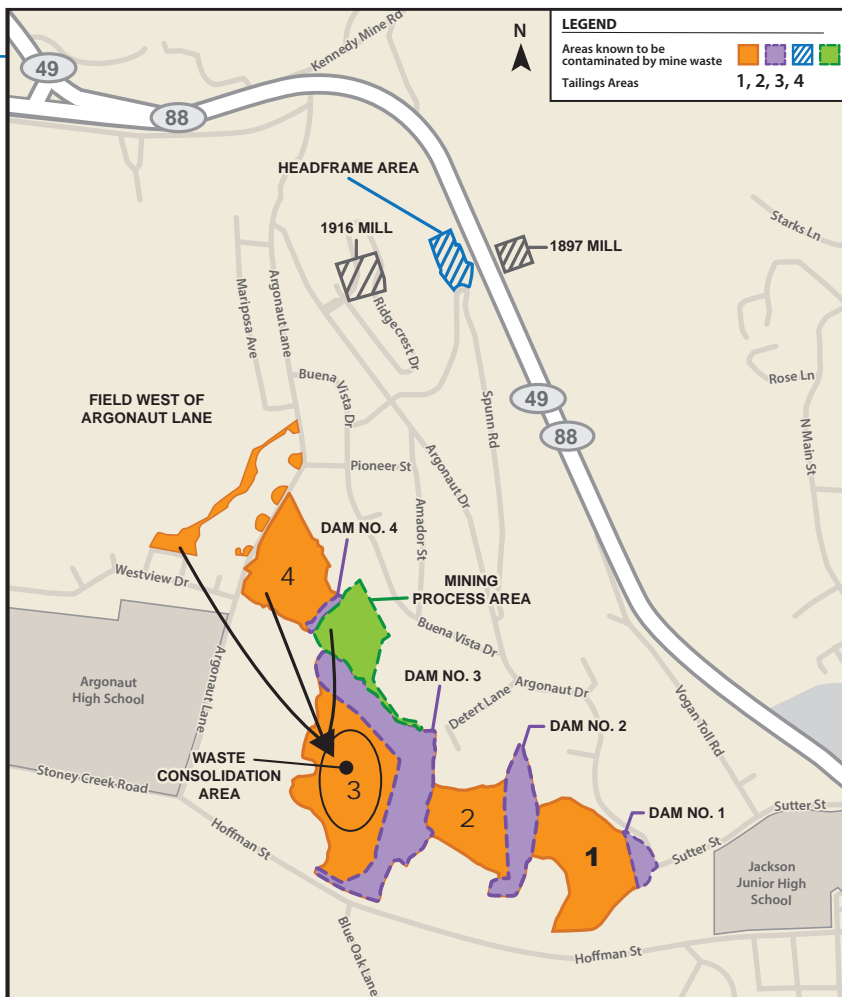 Kennedy Mine Rd
N
LEGEND
Areas known to be
contaminated by mine waste
Tailings Areas
1, 2, 3, 4
49
88
HEADFRAME AREA
1916 MILL
1897 MILL
Starks Ln
Mariposa Ave
Argonaut Lane
Ridgecrest Dr
Buena
Vista Dr
Spunn Rd
49
88
Rose Ln
N Main St
FIELD WEST OF
ARGONAUT LANE
Pioneer St
Argonaut Dr
Amador St
DAM NO. 4
4
MINING
PROCESS AREA
Westview Dr
Buena Vista Dr
Argonaut
High School
Argonaut Lane
DAM NO. 3
Detert Lane
Argonaut Dr
Vogan Toll Rd
DAM NO. 2
WASTE
CONSOLIDATION
AREA
3
Stoney Creek Road
2
1
DAM NO. 1
Sutter St
Sutter St
Hoffman St
Jackson
Junior High
School
Blue Oak Lane
Hoffman St